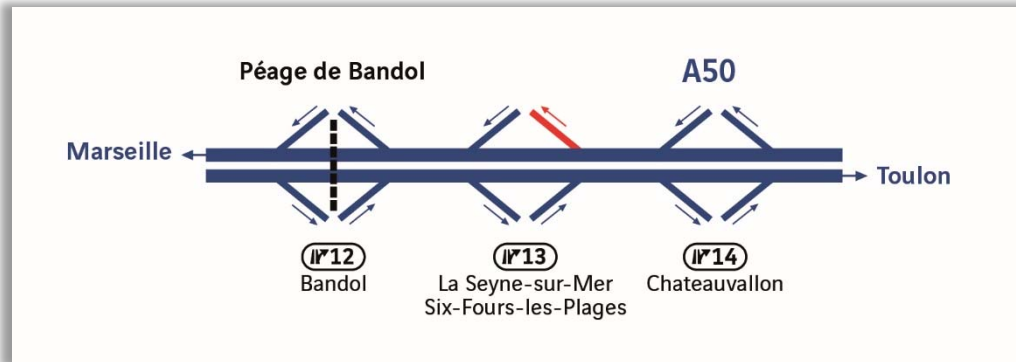 Péage de Bandol
A50
Marseille
Toulon
12
Bandol
13
La Seyne-sur-Mer
Six-Fours-les-Plages
14
Chateauvallon